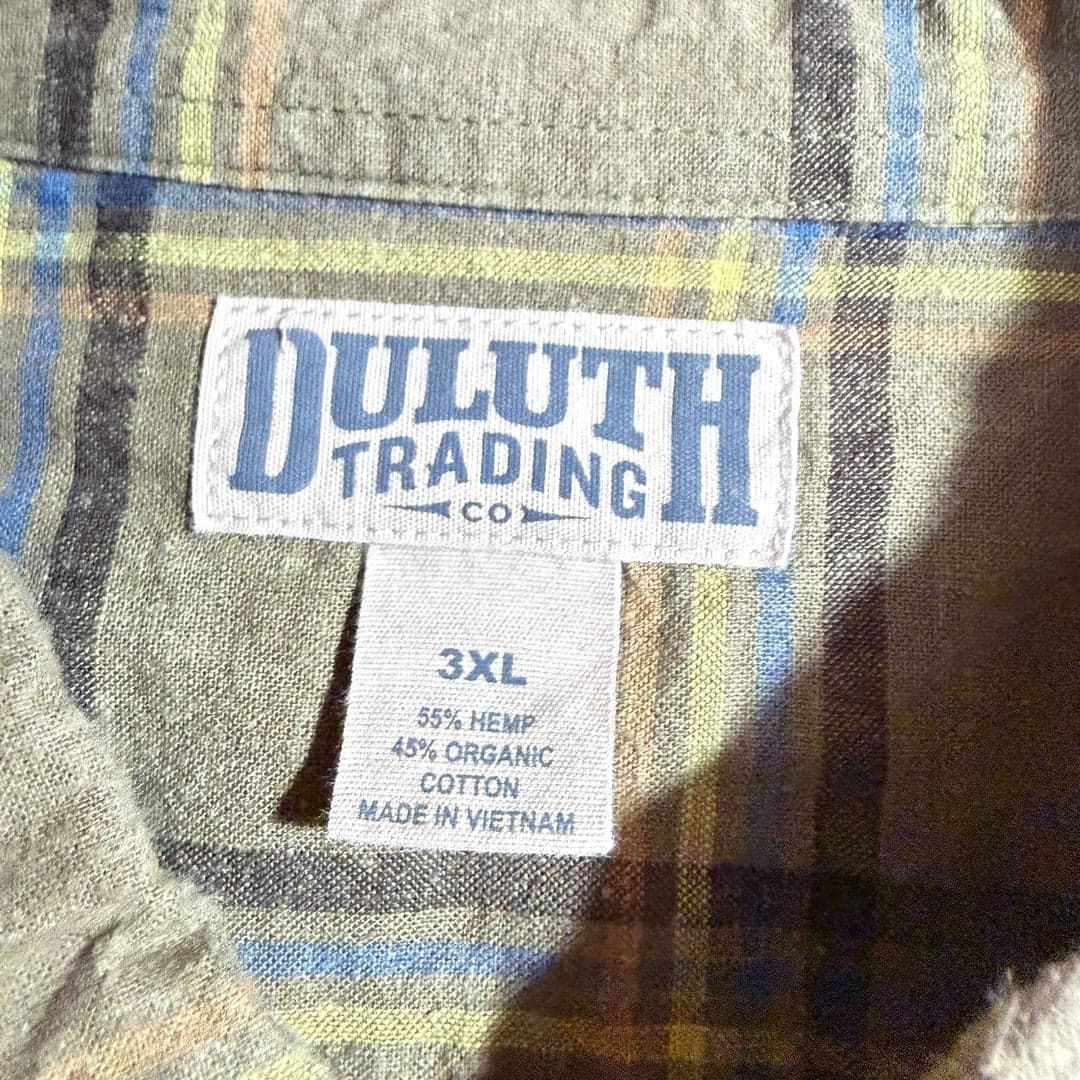 DULUTH
TRADING
CO
3XL
55% HEMP
45% ORGANIC
COTTON
MADE IN VIETNAM